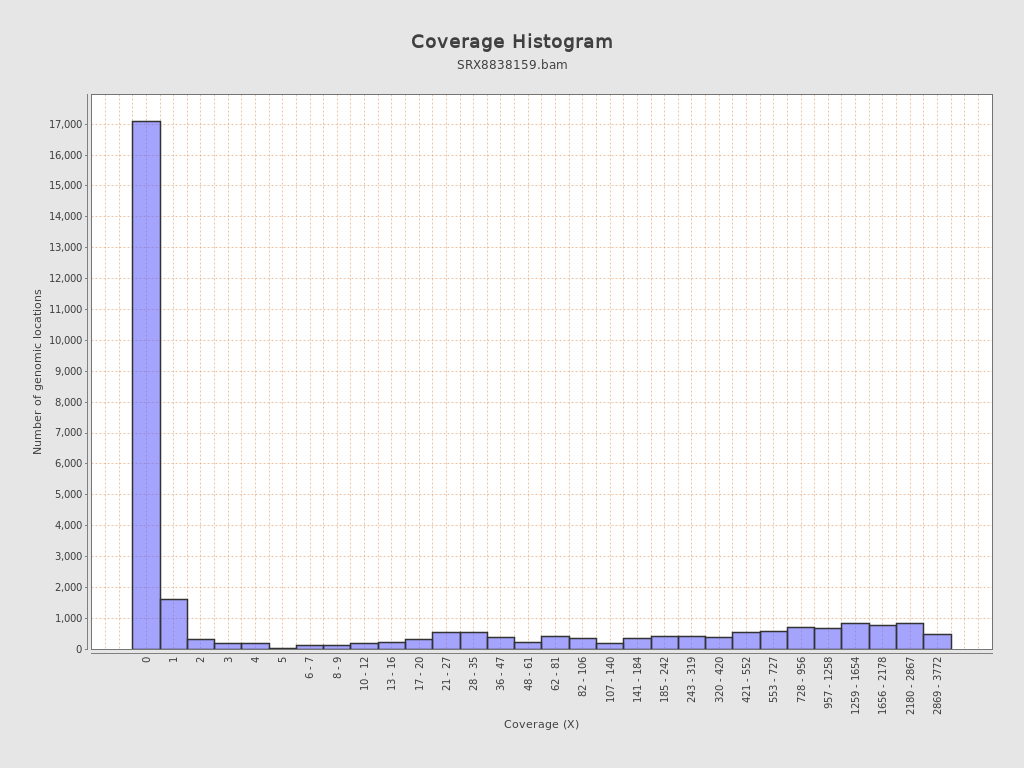 Coverage Histogram
SRX8838159.bam
Number of genomic locations
17,000
16,000
15,000
14,000
13,000
12,000
11,000
10,000
9,000
8,000
7,000
6,000
5,000
4,000
3,000
2,000
1,000
0
0
1
2
3
4
5
6 - 7
8 - 9
10 - 12
13 - 16
17 - 20
21 - 27
28 - 35
36 - 47
48 - 61
62 - 81
82 - 106
107 - 140
141 - 184
185 - 242
243 - 319
320 - 420
421 - 552
553 - 727
728 - 956
957 - 1258
1259 - 1654
1656 - 2178
2180 - 2867
2869 - 3772
Coverage (X)